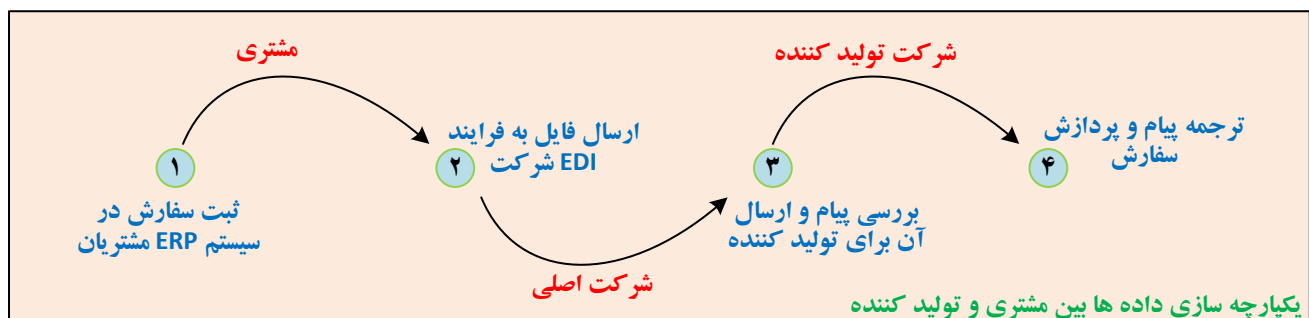 مشتری
شرکت تولید کننده
ارسال فایل به فرایند
EDI شرکت
ترجمه پیام و پردازش
سفارش
۱
۲
۳
۴
ثبت سفارش در
سیستم ERP مشتریان
بررسی پیام و ارسال
آن برای تولید کننده
شرکت اصلی
یکپارچه سازی داده ها بین مشتری و تولید کننده